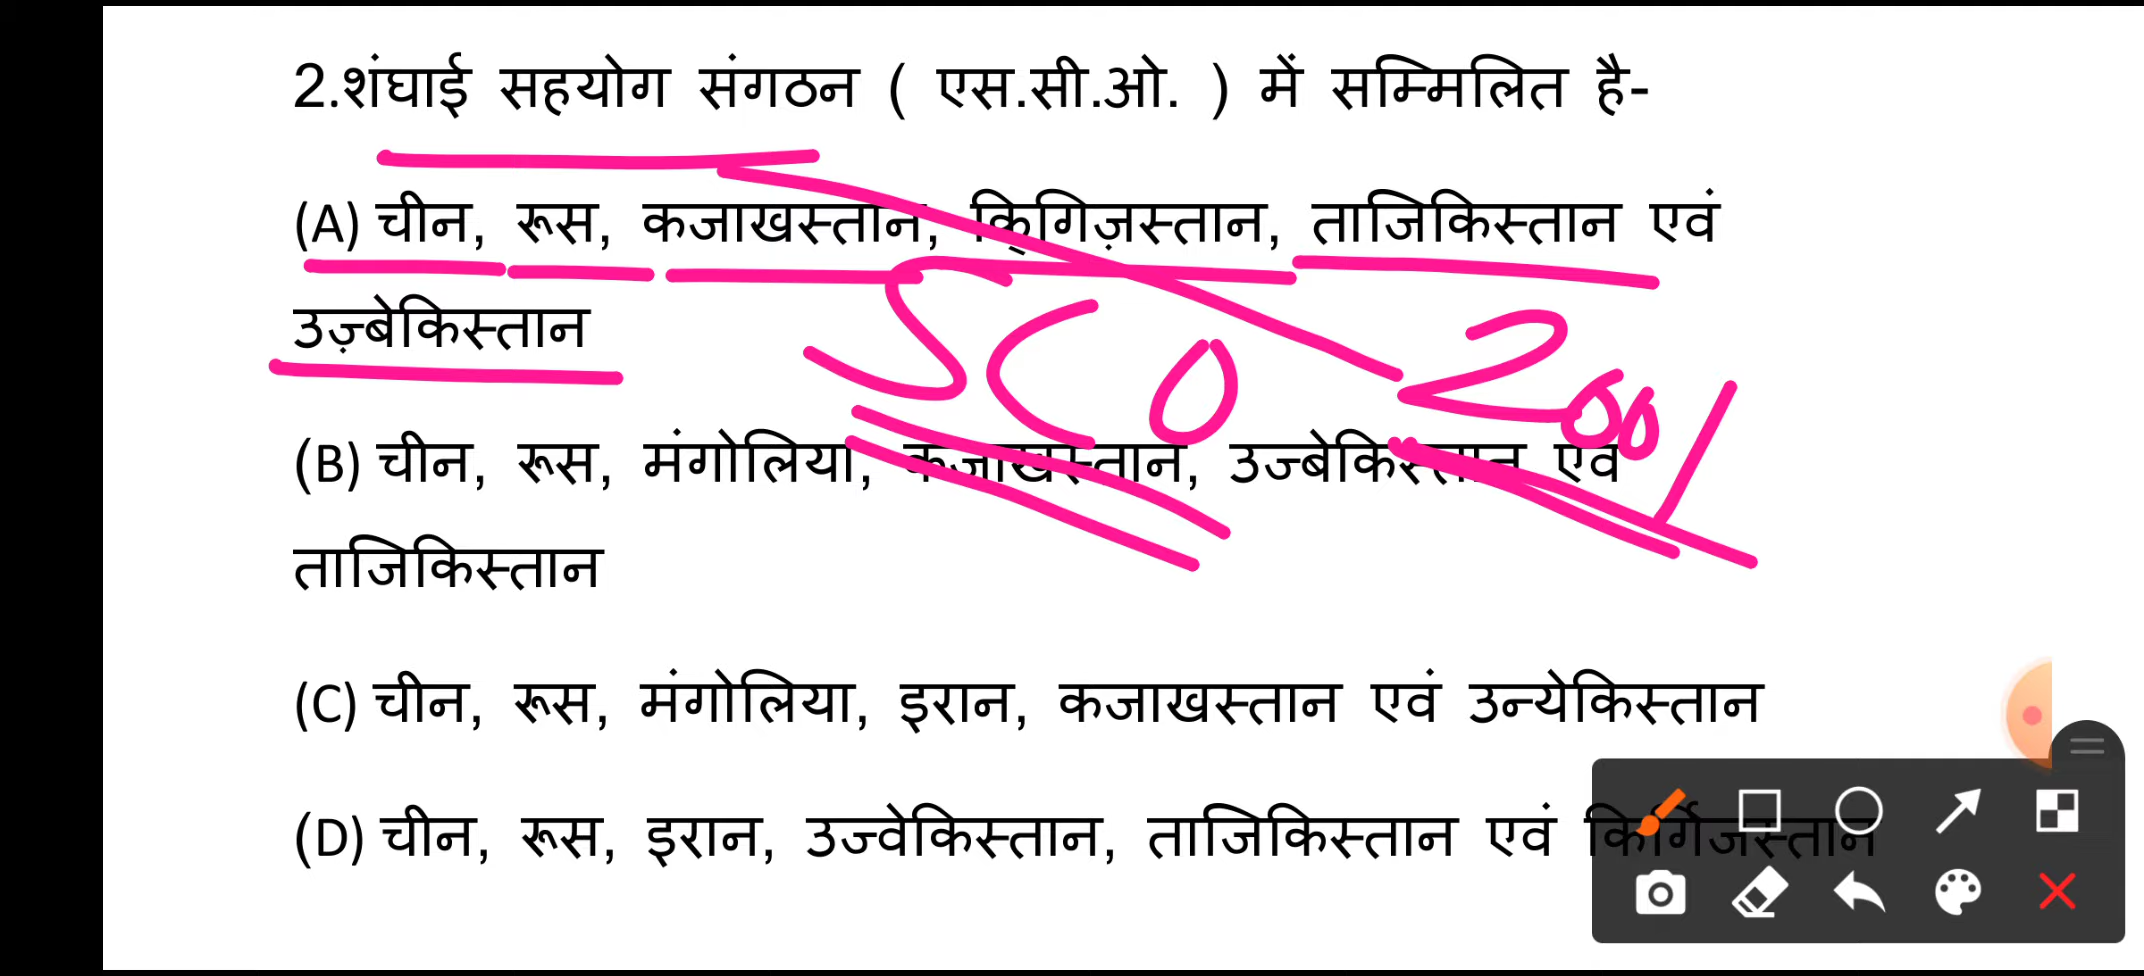 2.शंघाई सहयोग संगठन ( एस.सी.ओ. ) में सम्मिलित है-
(A) चीन, रूस, कजाखस्तान, कि्गिज़स्तान, ताजिकिस्तान एवं
उज़्बेकिस्तान
SCO 2001
(B) चीन, रूस, मंगोलिया, कजाखस्तान, उज्बेकिस्तान एवं
ताजिकिस्तान
(C) चीन, रूस, मंगोलिया, इरान, कजाखस्तान एवं उन्येकिस्तान
(D) चीन, रूस, इरान, उज्वेकिस्तान, ताजिकिस्तान एवं किर्गिजस्तान